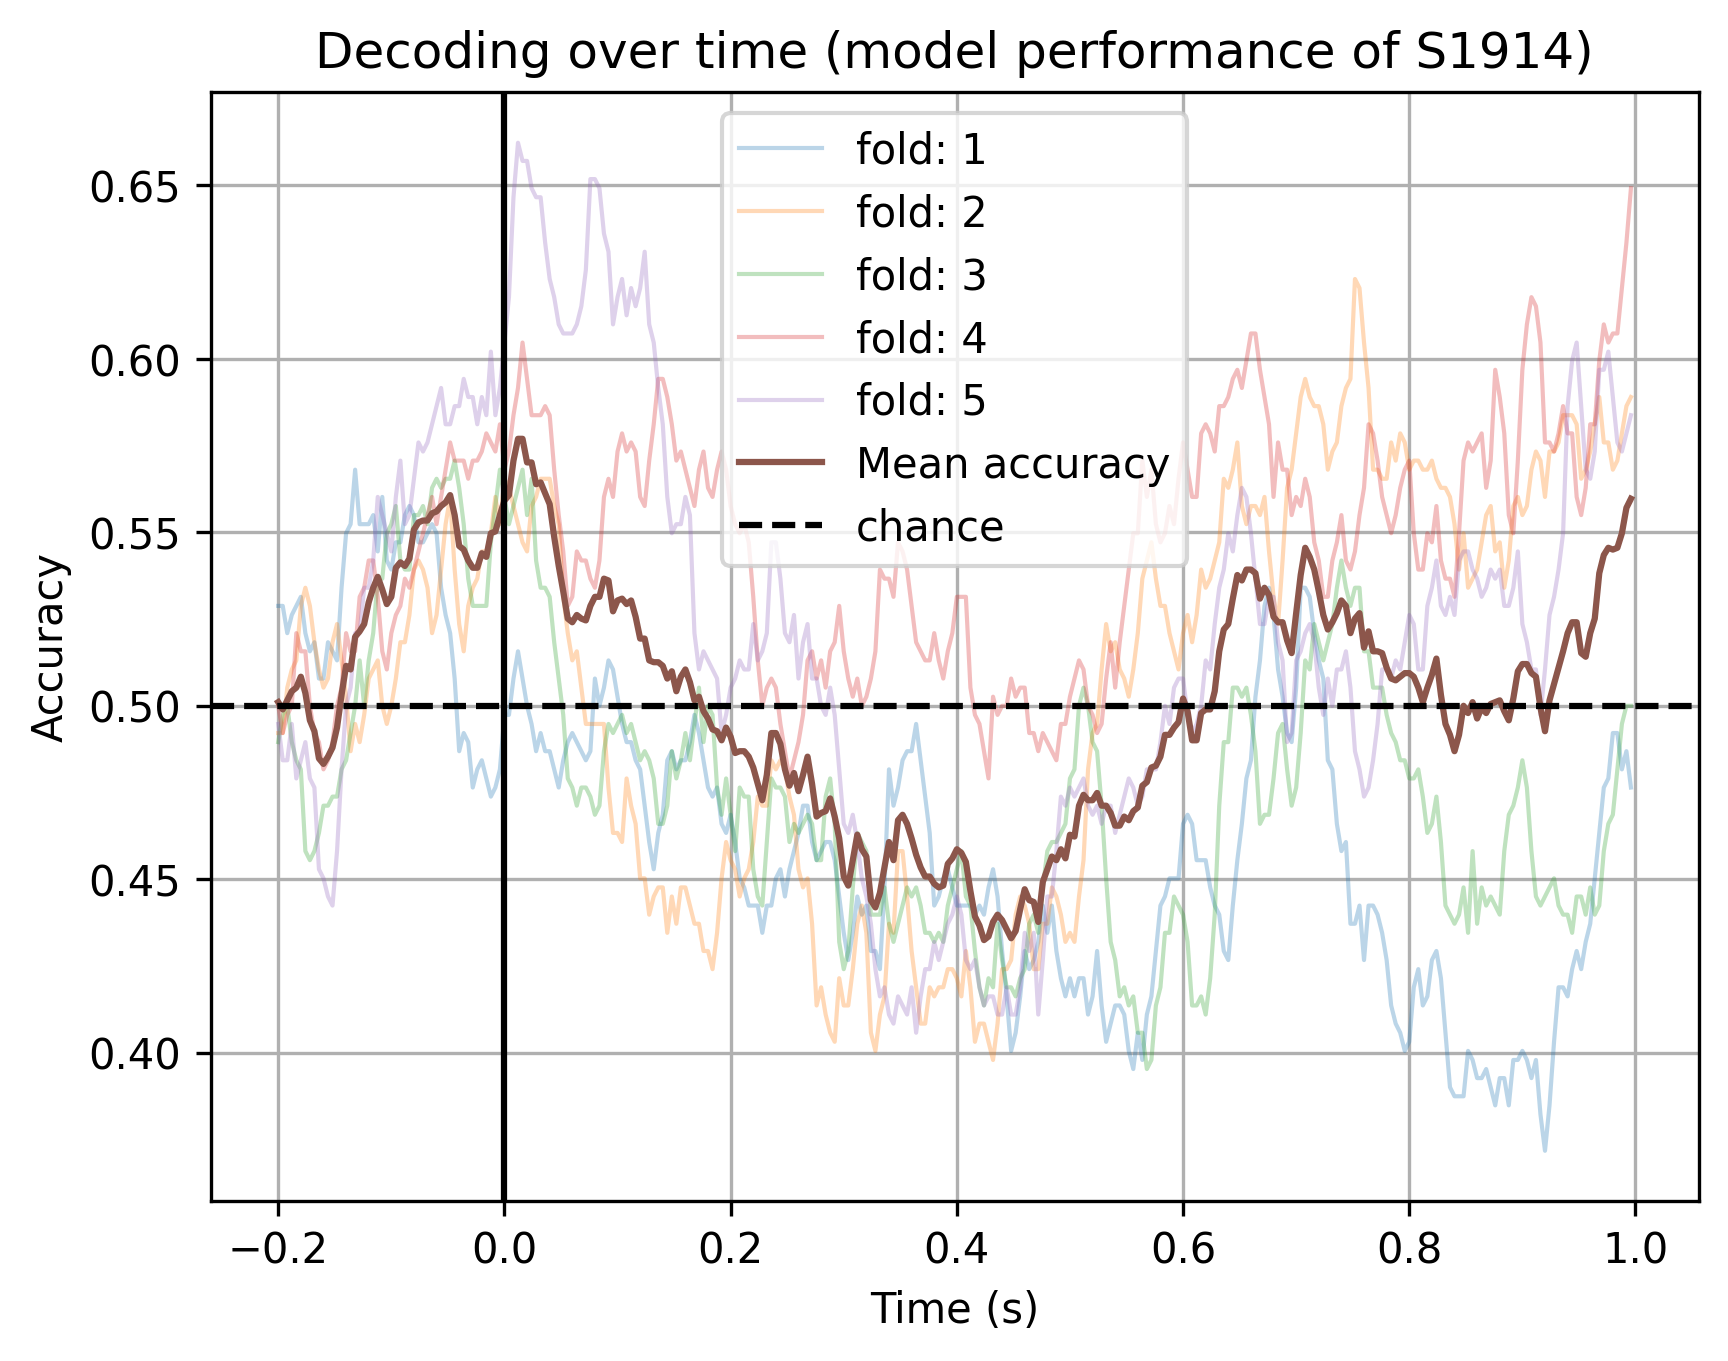 Decoding over time (model performance of S1914)
fold: 1
fold: 2
fold: 3
fold: 4
fold: 5
Mean accuracy
chance
Accuracy
0.65
0.60
0.55
0.50
0.45
0.40
−0.2 0.0 0.2 0.4 0.6 0.8 1.0
Time (s)